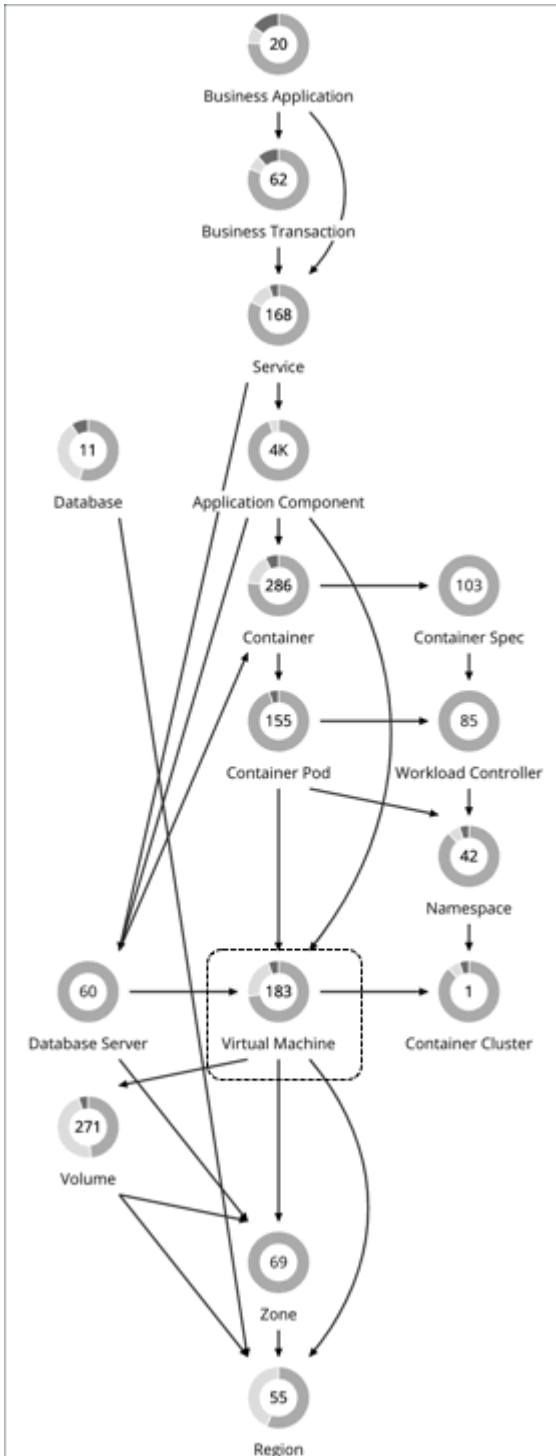 20
Business Application
62
Business Transaction
168
Service
11
4K
Database
Application Component
286
103
Container
Container Spec
155
85
Container Pod
Workload Controller
42
Namespace
60
183
1
Database Server
Virtual Machine
Container Cluster
271
Volume
69
Zone
55
Region